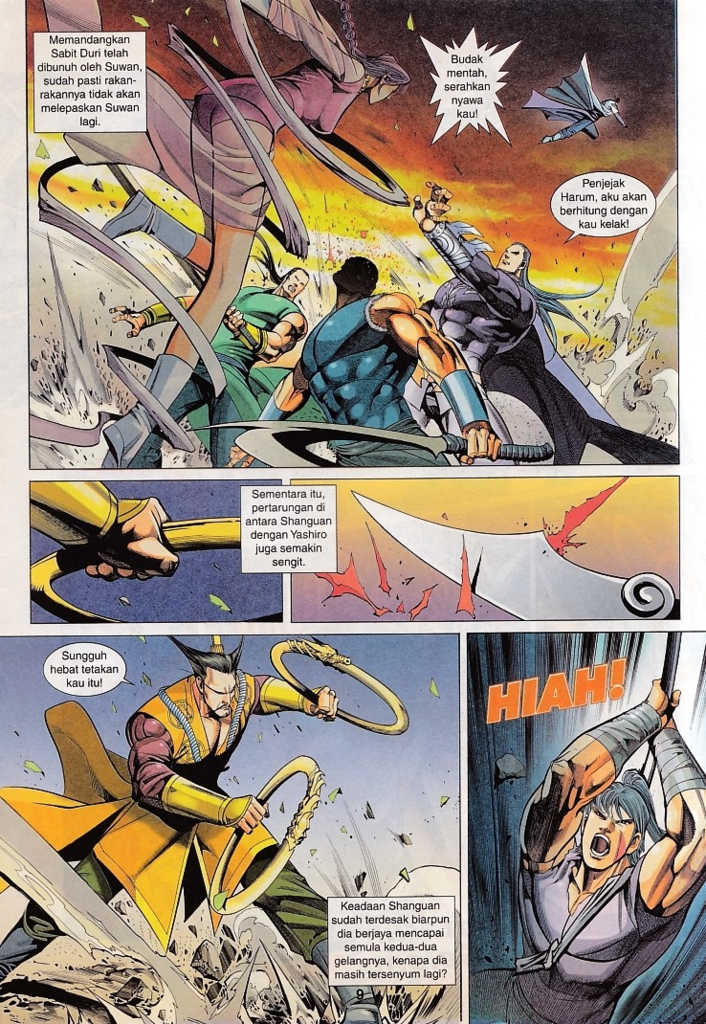 Memandangkan
Sabit Duri telah
dibunuh oleh Suwan,
sudah pasti rakan-
rakannya tidak akan
melepaskan Suwan
lagi.
Budak
mentah,
serahkan
nyawa
kau!
Penjejak
Harum, aku akan
berhitung dengan
kau kelak!
Sementara itu,
pertarungan di
antara Shanguan
dengan Yashiro
juga semakin
sengit.
Sungguh
hebat tetakan
kau itu!
HIAH!
Keadaan Shanguan
sudah terdesak biarpun
dia berjaya mencapai
semula kedua-dua
gelangnya, kenapa dia
masih tersenyum lagi?
9